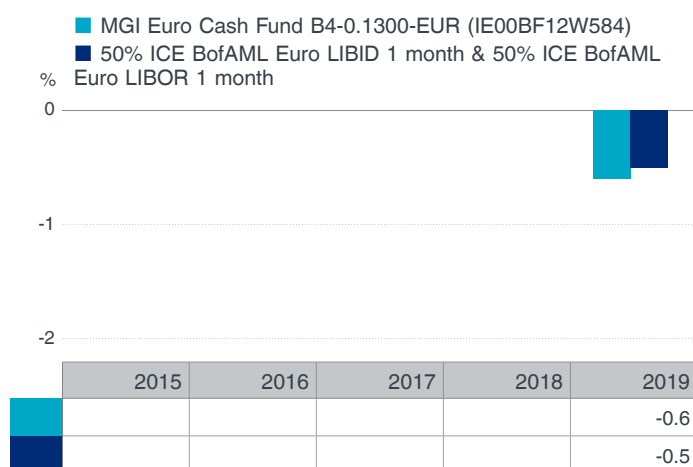 MGI Euro Cash Fund B4-0.1300-EUR (IE00BF12W584)
50% ICE BofAML Euro LIBID 1 month & 50% ICE BofAML
Euro LIBOR 1 month
%
0
-1
-2
2015 2016 2017 2018 2019
-0.6
-0.5